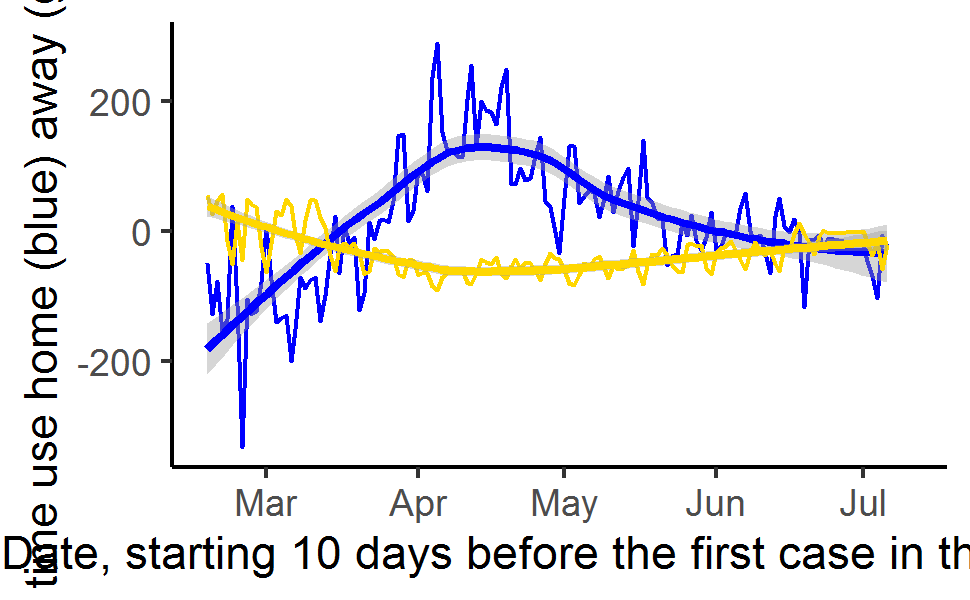 time use home (blue) away (
200
0
-200
Mar Apr May Jun Jul
Date, starting 10 days before the first case in